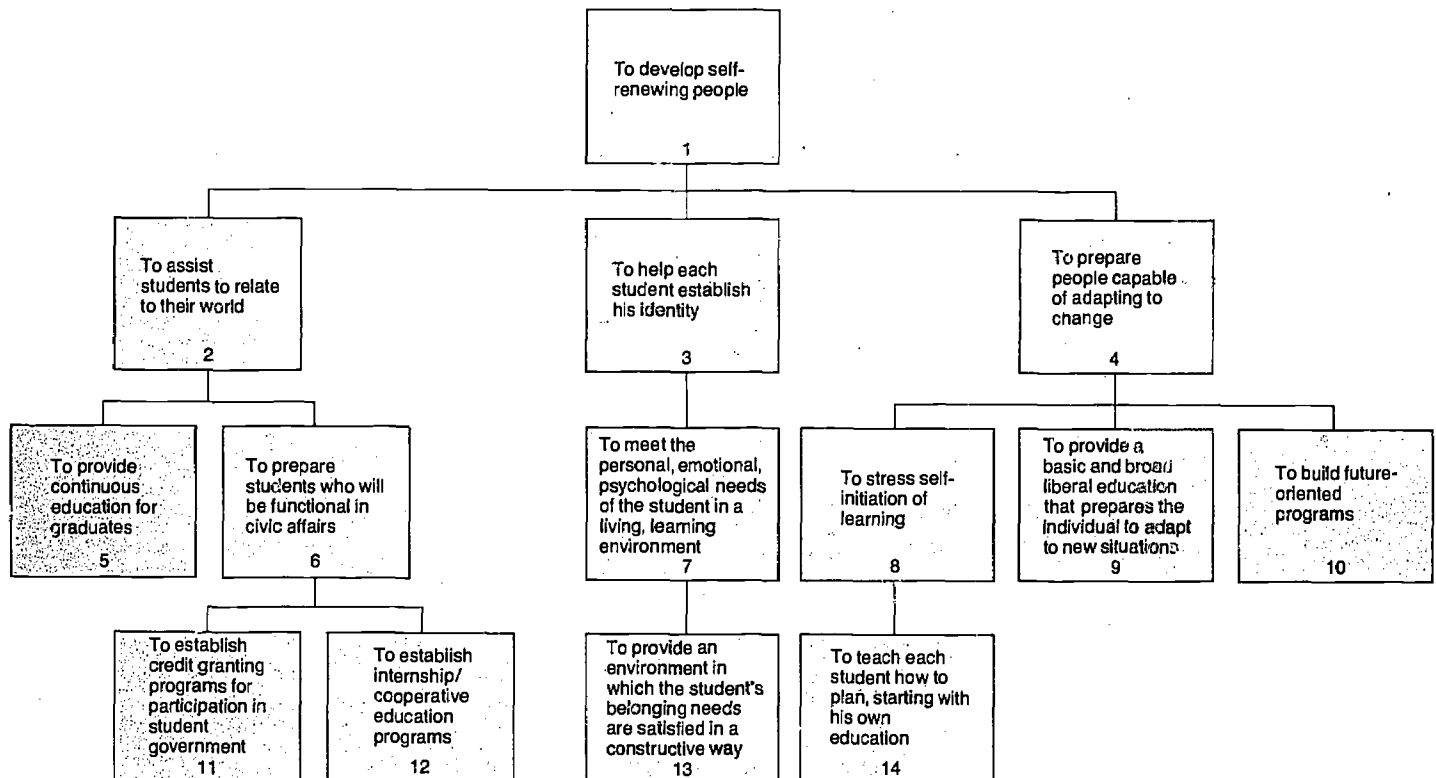 To develop self-
renewing people
1
To assist
students to relate
to their world
2
To help each
student establish
his identity
3
To prepare
people capable
of adapting to
change
4
To provide
continuous
education for
graduates
5
To prepare
students who will
be functional in
civic affairs
6
To meet the
personal, emotional,
psychological needs
of the student in a
living, learning
environment
7
To stress self-
initiation of
learning
8
To provide a
basic and broad
liberal education
that prepares the
individual to adapt
to new situations
9
To build future-
oriented
programs
10
To establish
credit granting
programs for
participation in
student
government
11
To establish
internship/
cooperative
education
programs
12
To provide an
environment in
which the student's
belonging needs
are satisfied in a
constructive way
13
To teach each
student how to
plan, starting with
his own
education
14